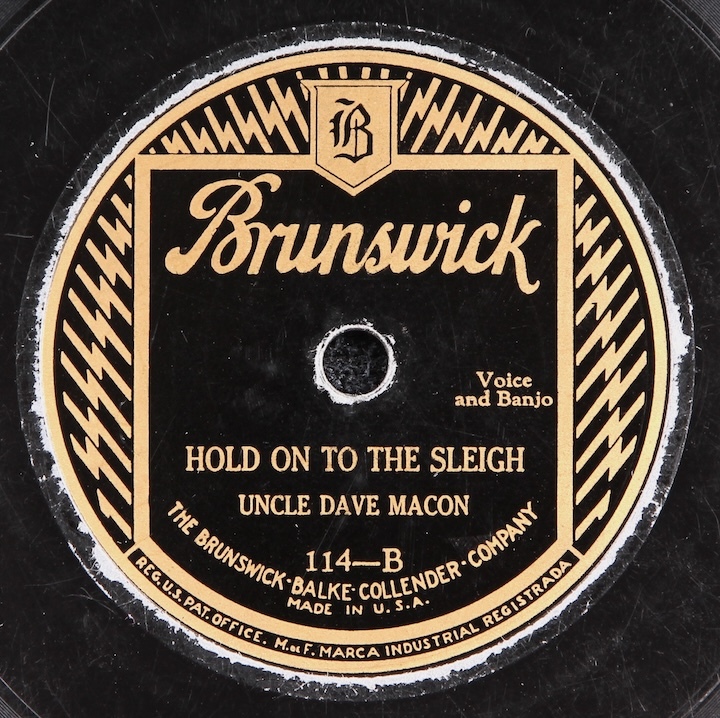 B
Brunswick
Voice
and Banjo
HOLD ON TO THE SLEIGH
UNCLE DAVE MACON
114—B
THE BRUNSWICK-BALKE-COLLENDER-COMPANY
MADE IN U.S.A.
REG. U.S. PAT. OFFICE. M. DE F. MARCA INDUSTRIAL REGISTRADA